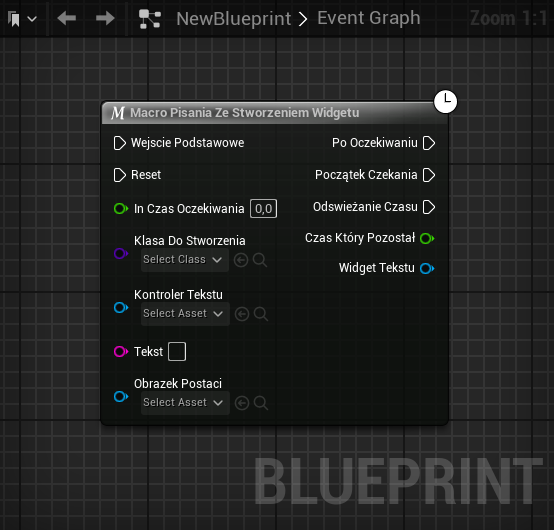 NewBlueprint > Event Graph Zoom 1:1
Macro Pisania Ze Stworzeniem Widgetu
Wejscie Podstawowe Po Oczekiwaniu
Reset Początek Czekania
In Czas Oczekiwania 0,0 Odswieżanie Czasu
Klasa Do Stworzenia Czas Który Pozostał
Select Class Widget Tekstu
Kontroler Tekstu
Select Asset
Tekst
Obrazek Postaci
Select Asset
BLUEPRINT